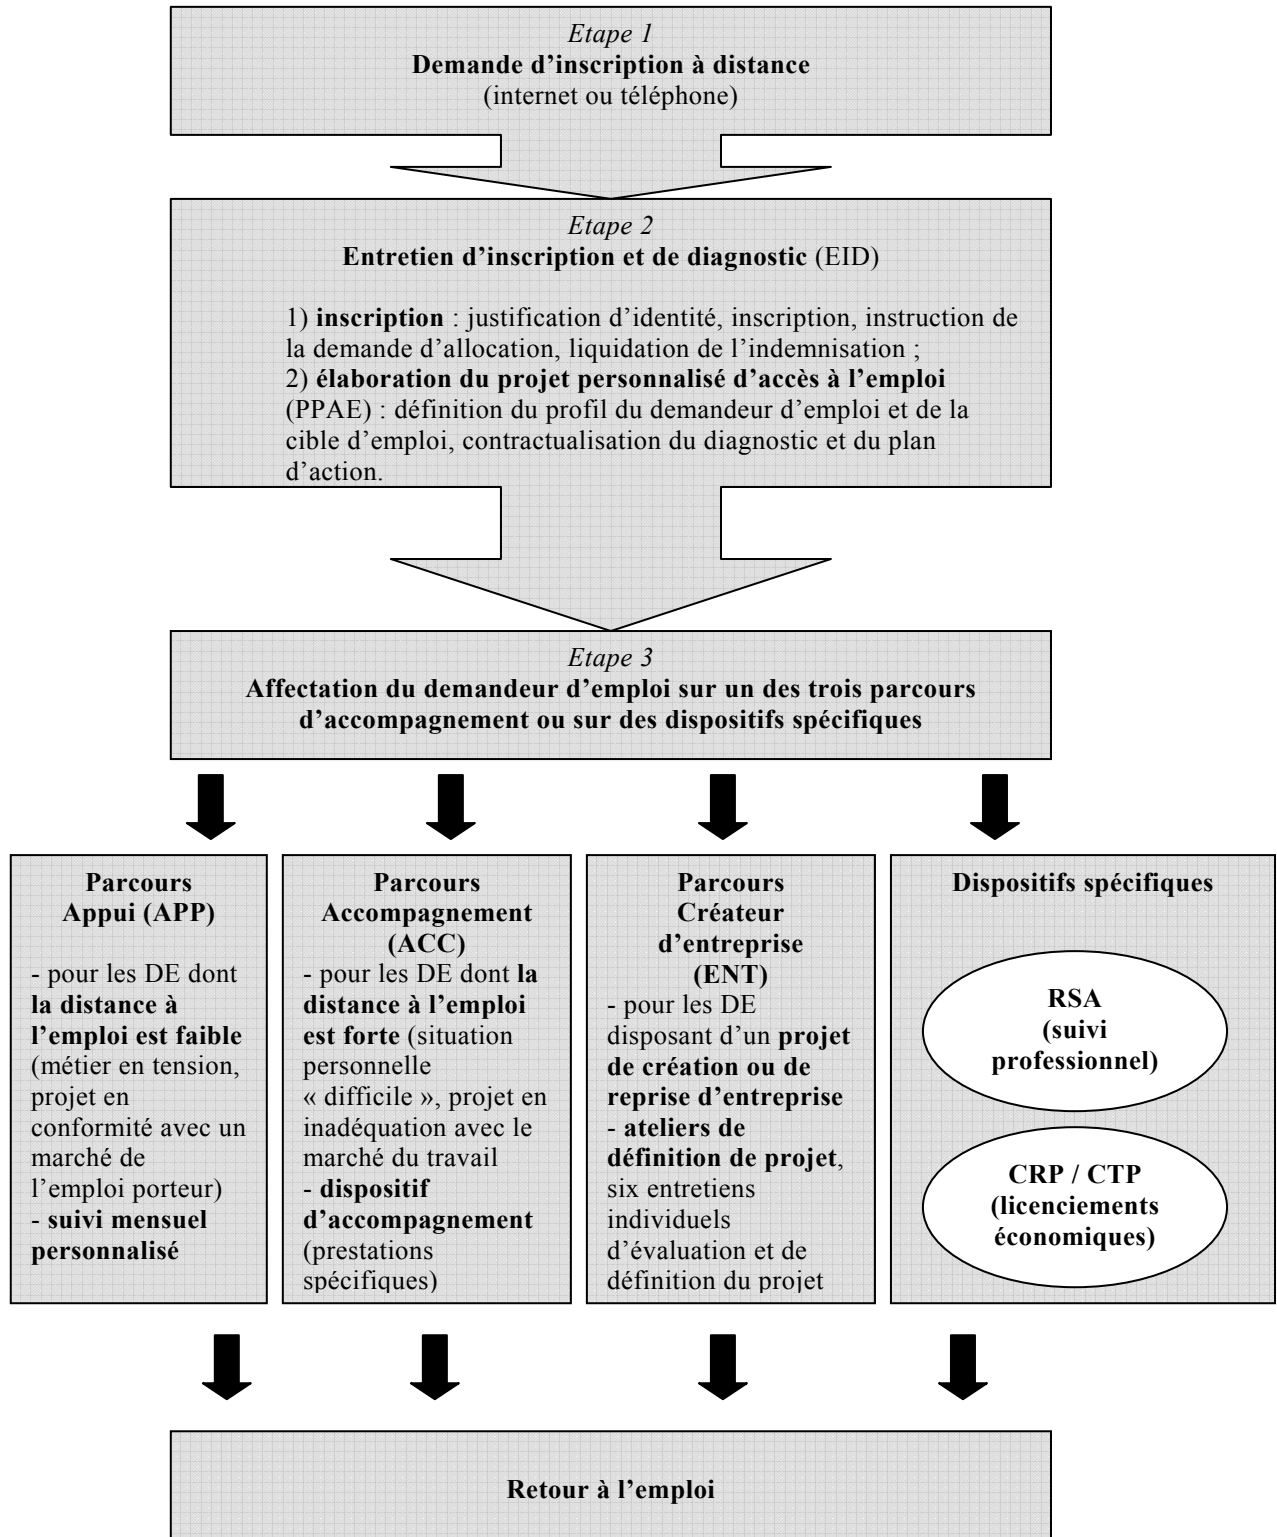 Etape 1
Demande d’inscription à distance
(internet ou téléphone)
Etape 2
Entretien d’inscription et de diagnostic (EID)
1) inscription : justification d’identité, inscription, instruction de
la demande d’allocation, liquidation de l’indemnisation ;
2) élaboration du projet personnalisé d’accès à l’emploi
(PPAE) : définition du profil du demandeur d’emploi et de la
cible d’emploi, contractualisation du diagnostic et du plan
d’action.
Etape 3
Affectation du demandeur d’emploi sur un des trois parcours
d’accompagnement ou sur des dispositifs spécifiques
Parcours
Appui (APP)
- pour les DE dont
la distance à
l’emploi est faible
(métier en tension,
projet en
conformité avec un
marché de
l’emploi porteur)
- suivi mensuel
personnalisé
Parcours
Accompagnement
(ACC)
- pour les DE dont la
distance à l’emploi
est forte (situation
personnelle
« difficile », projet en
inadéquation avec le
marché du travail
- dispositif
d’accompagnement
(prestations
spécifiques)
Parcours
Créateur
d’entreprise
(ENT)
- pour les DE
disposant d’un projet
de création ou de
reprise d’entreprise
- ateliers de
définition de projet,
six entretiens
individuels
d’évaluation et de
définition du projet
Dispositifs spécifiques
RSA
(suivi
professionnel)
CRP / CTP
(licenciements
économiques)
Retour à l’emploi